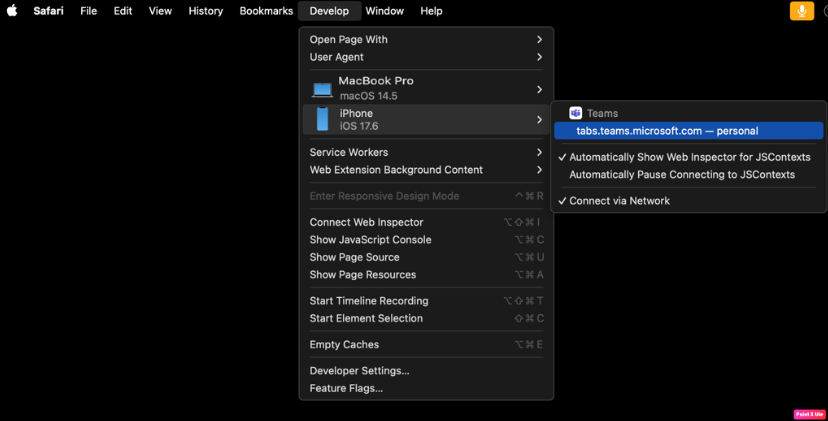 Safari File Edit View History Bookmarks Develop Window Help
Open Page With
User Agent
MacBook Pro
macOS 14.5
iPhone
iOS 17.6
Teams
tabs.teams.microsoft.com — personal
Automatically Show Web Inspector for JSContexts
Automatically Pause Connecting to JSContexts
Connect via Network
Service Workers
Web Extension Background Content
Enter Responsive Design Mode ⌃⌘R
Connect Web Inspector ⌥⇧⌘I
Show JavaScript Console ⌥⌘C
Show Page Source ⌥⌘U
Show Page Resources ⌥⌘A
Start Timeline Recording ⌥⇧⌘T
Start Element Selection ⇧⌘C
Empty Caches ⌥⌘E
Developer Settings...
Feature Flags...
Paint X lite